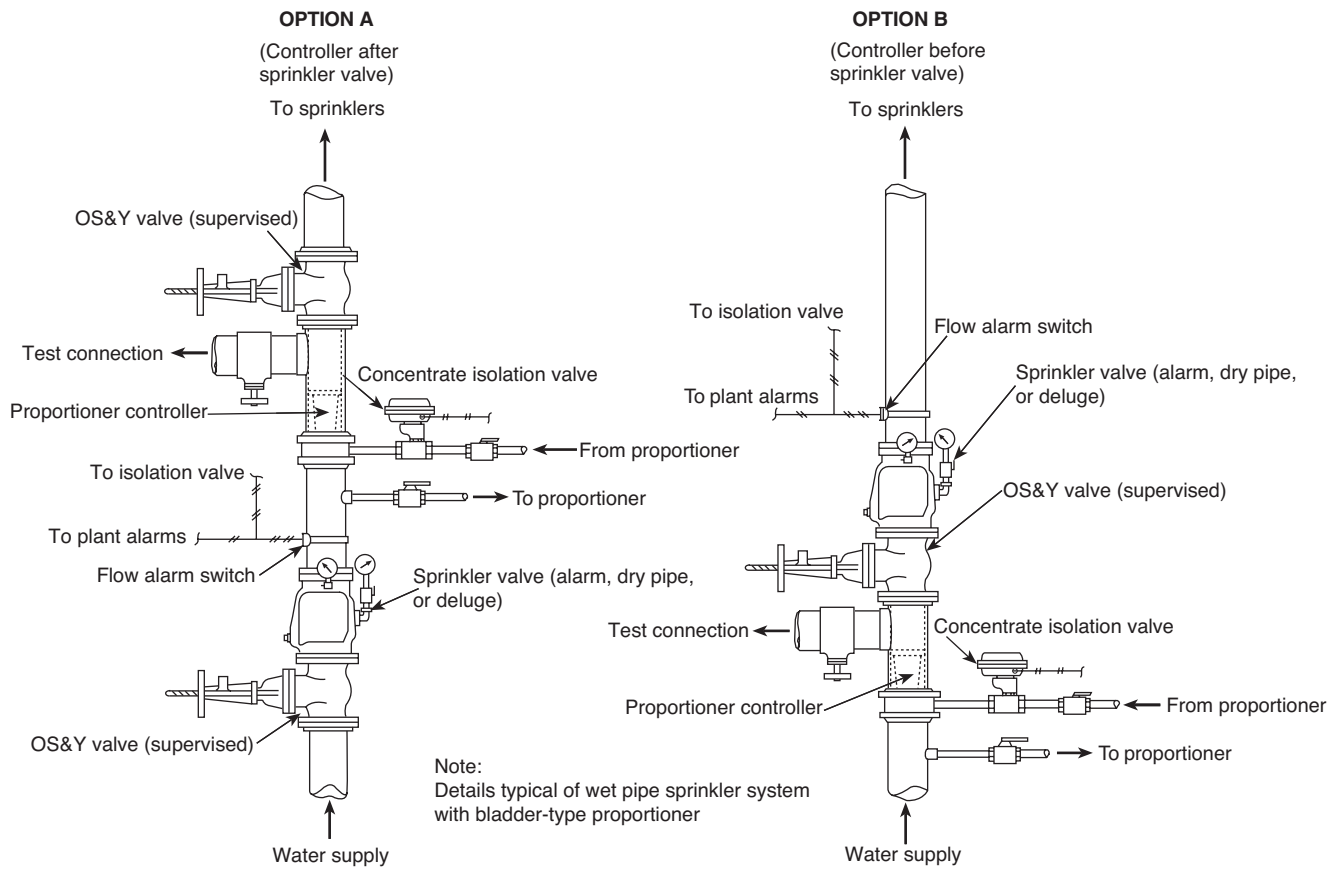 OPTION A
(Controller after
sprinkler valve)
To sprinklers
OS&Y valve (supervised)
Test connection
Concentrate isolation valve
Proportioner controller
From proportioner
To isolation valve
To proportioner
To plant alarms
Flow alarm switch
Sprinkler valve (alarm, dry pipe,
or deluge)
OS&Y valve (supervised)
Water supply
Note:
Details typical of wet pipe sprinkler system
with bladder-type proportioner
OPTION B
(Controller before
sprinkler valve)
To sprinklers
To isolation valve
Flow alarm switch
Sprinkler valve (alarm, dry pipe,
or deluge)
To plant alarms
OS&Y valve (supervised)
Test connection
Concentrate isolation valve
Proportioner controller
From proportioner
To proportioner
Water supply